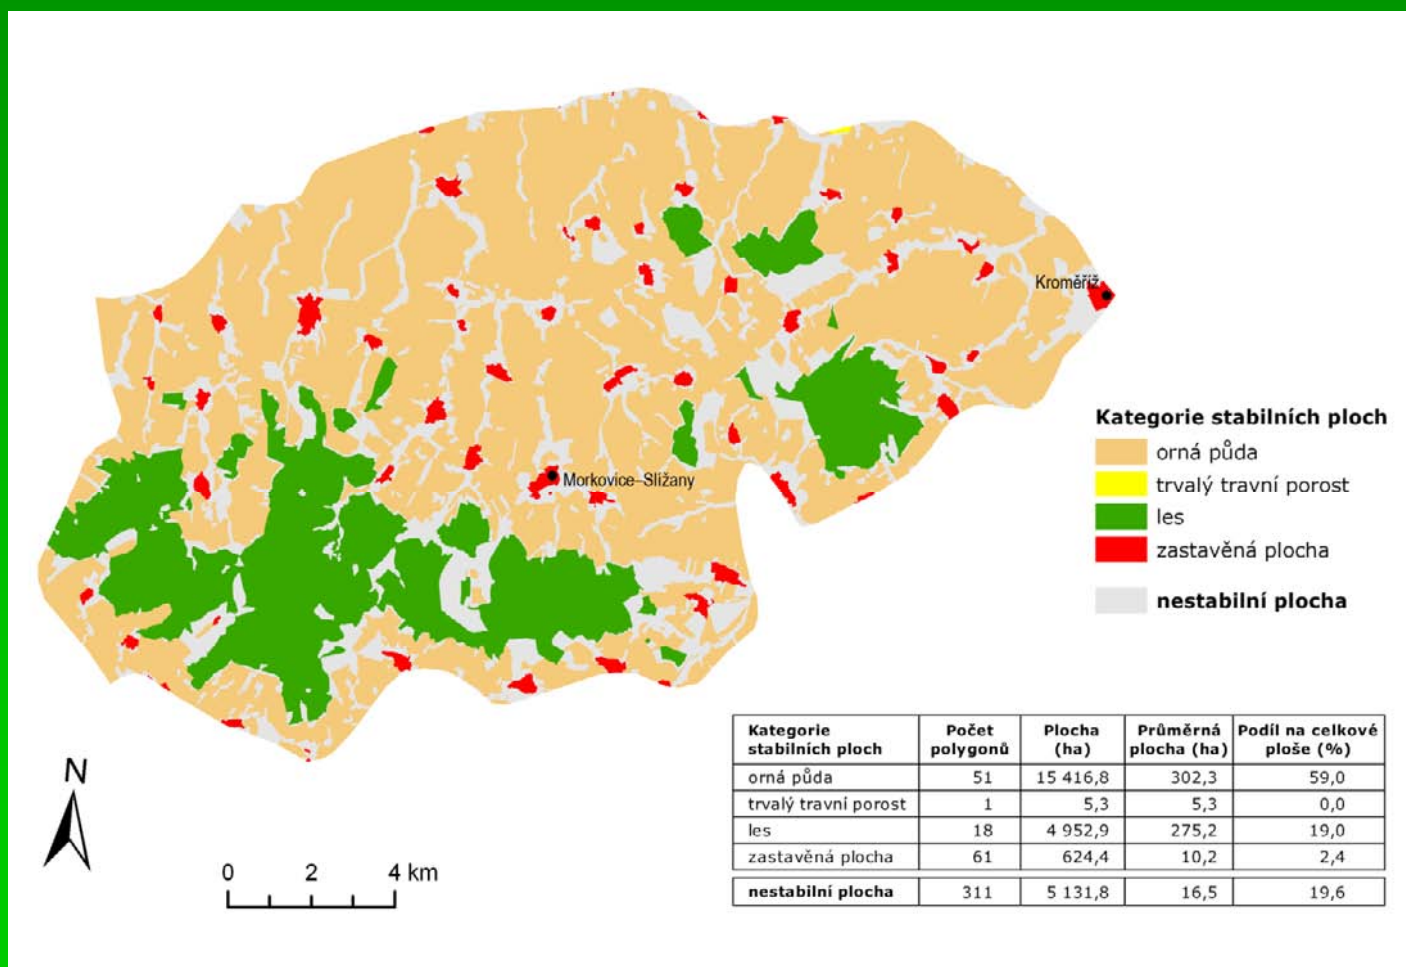 Kroměříž
Morkovice–Slížany
Kategorie stabilních ploch
orná půda
trvalý travní porost
les
zastavěná plocha
nestabilní plocha
N
0 2 4 km
Kategorie stabilních ploch Počet polygonů Plocha (ha) Průměrná plocha (ha) Podíl na celkové ploše (%)
orná půda 51 15 416,8 302,3 59,0
trvalý travní porost 1 5,3 5,3 0,0
les 18 4 952,9 275,2 19,0
zastavěná plocha 61 624,4 10,2 2,4
nestabilní plocha 311 5 131,8 16,5 19,6